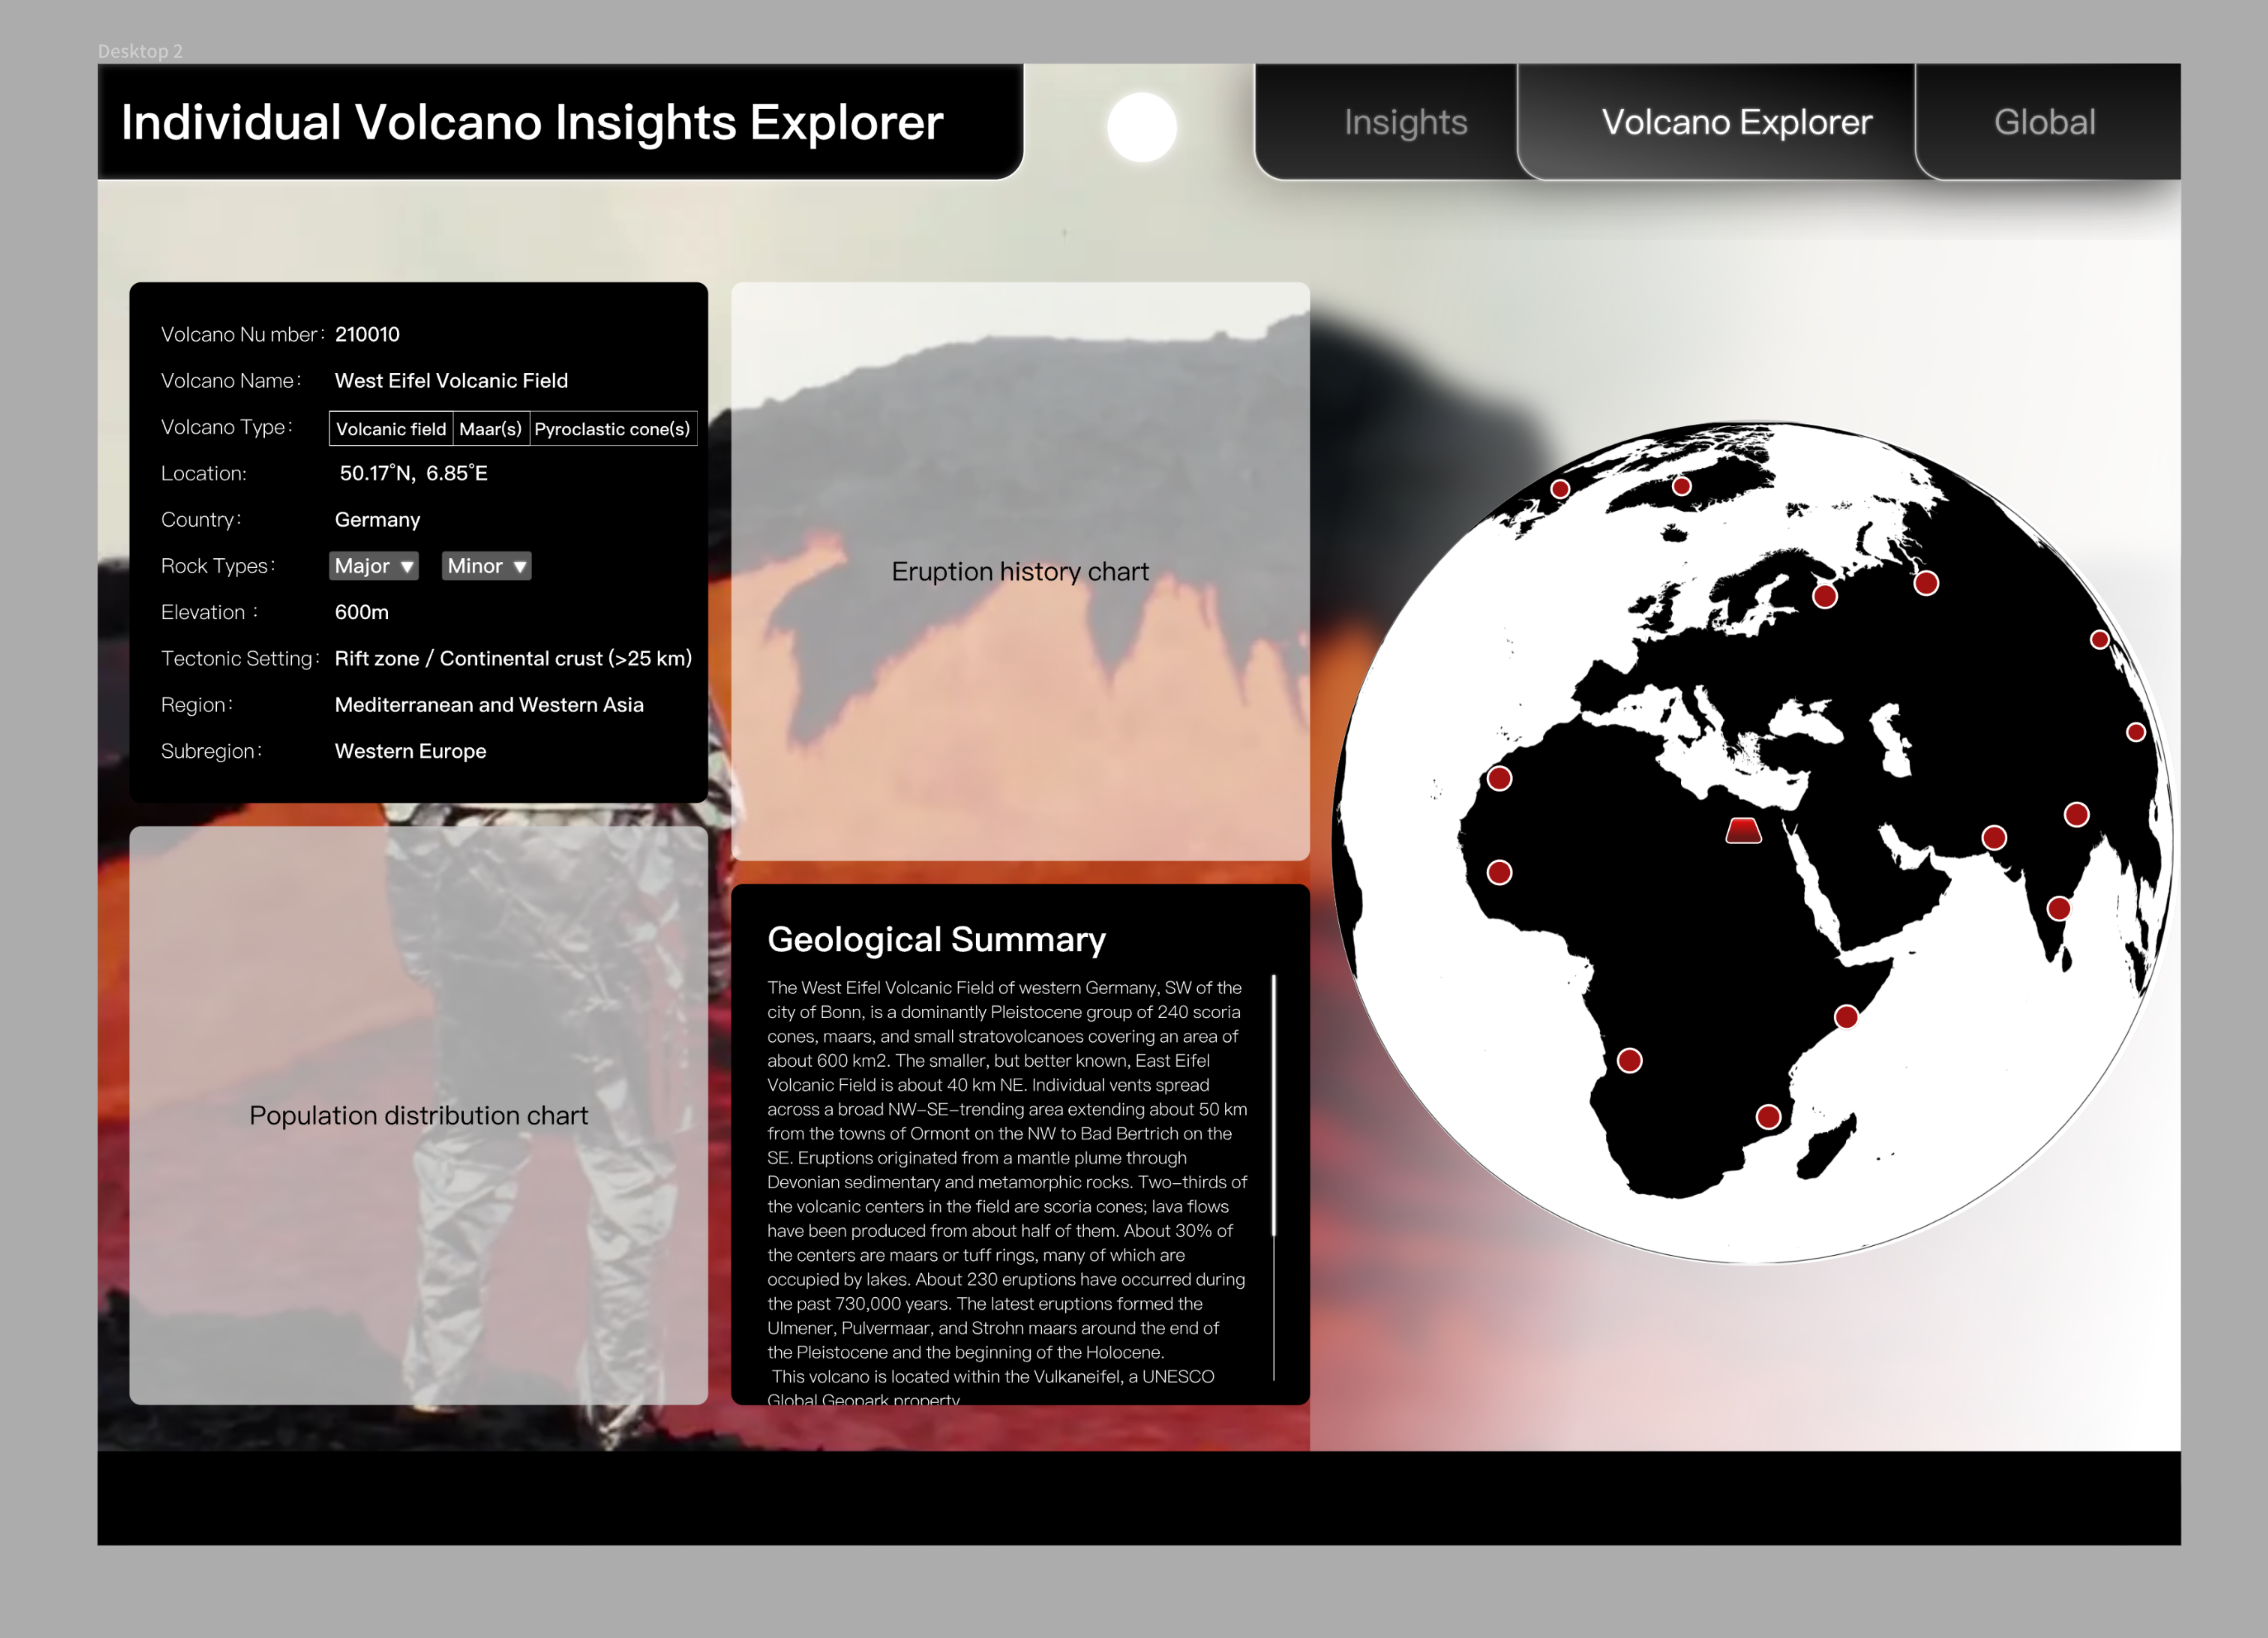 Desktop 2
Individual Volcano Insights Explorer
Insights
Volcano Explorer
Global
Volcano Nu mber: 210010
Volcano Name: West Eifel Volcanic Field
Volcano Type: Volcanic field Maar(s) Pyroclastic cone(s)
Location: 50.17°N, 6.85°E
Country: Germany
Rock Types: Major ▼ Minor ▼
Elevation : 600m
Tectonic Setting: Rift zone / Continental crust (>25 km)
Region: Mediterranean and Western Asia
Subregion: Western Europe
Eruption history chart
Population distribution chart
Geological Summary
The West Eifel Volcanic Field of western Germany, SW of the
city of Bonn, is a dominantly Pleistocene group of 240 scoria
cones, maars, and small stratovolcanoes covering an area of
about 600 km2. The smaller, but better known, East Eifel
Volcanic Field is about 40 km NE. Individual vents spread
across a broad NW-SE-trending area extending about 50 km
from the towns of Ormont on the NW to Bad Bertrich on the
SE. Eruptions originated from a mantle plume through
Devonian sedimentary and metamorphic rocks. Two-thirds of
the volcanic centers in the field are scoria cones; lava flows
have been produced from about half of them. About 30% of
the centers are maars or tuff rings, many of which are
occupied by lakes. About 230 eruptions have occurred during
the past 730,000 years. The latest eruptions formed the
Ulmener, Pulvermaar, and Strohn maars around the end of
the Pleistocene and the beginning of the Holocene.
This volcano is located within the Vulkaneifel, a UNESCO
Global Geopark property